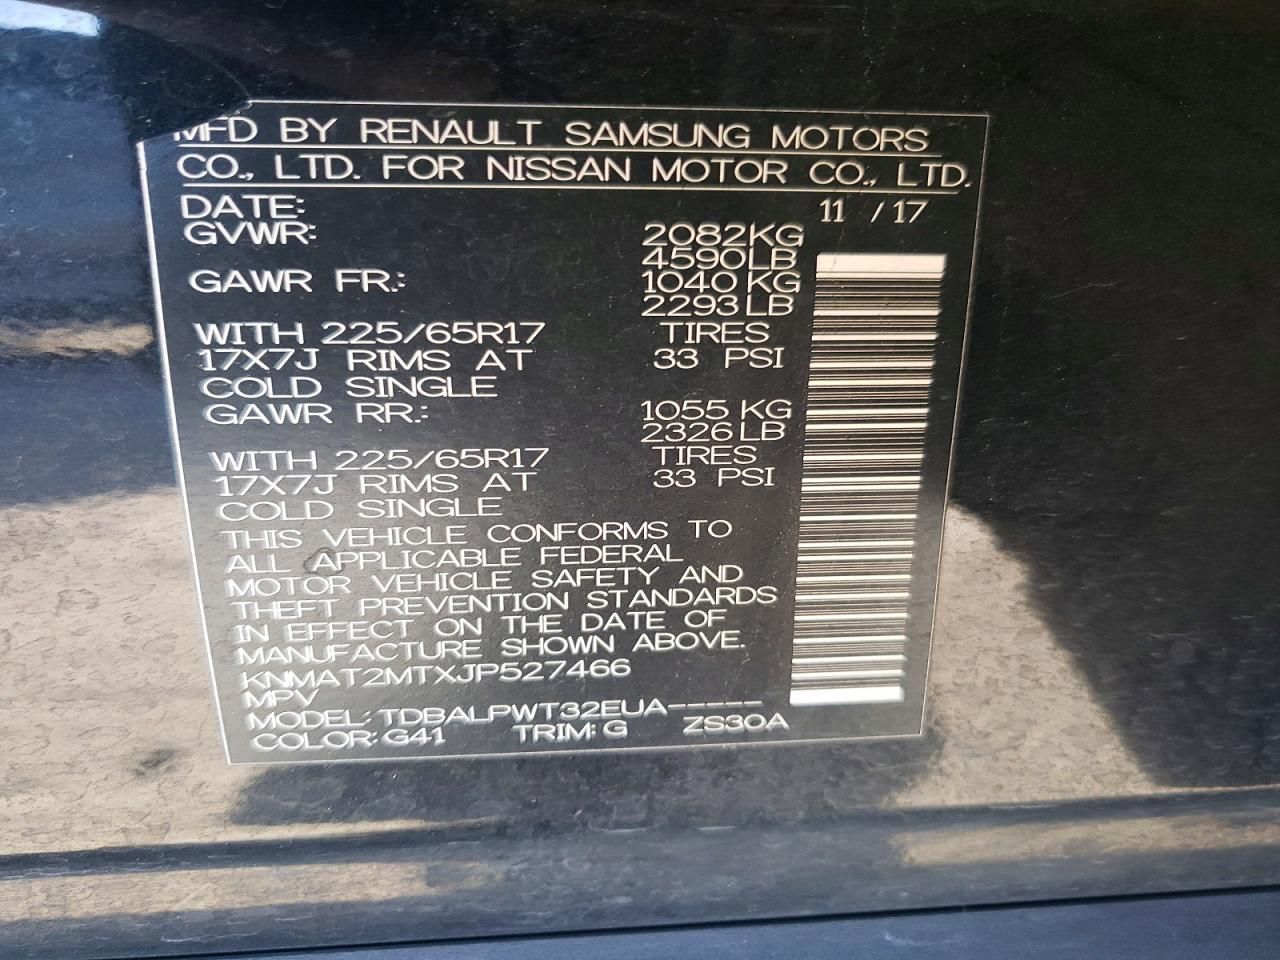 MFD BY RENAULT SAMSUNG MOTORS
CO., LTD. FOR NISSAN MOTOR CO., LTD.
DATE: 11 / 17
GVWR: 2082KG
4590LB
GAWR FR.: 1040 KG
2293LB
WITH 225/65R17 TIRES
17X7J RIMS AT 33 PSI
COLD SINGLE
GAWR RR.: 1055 KG
2326LB
WITH 225/65R17 TIRES
17X7J RIMS AT 33 PSI
COLD SINGLE
THIS VEHICLE CONFORMS TO
ALL APPLICABLE FEDERAL
MOTOR VEHICLE SAFETY AND
THEFT PREVENTION STANDARDS
IN EFFECT ON THE DATE OF
MANUFACTURE SHOWN ABOVE.
KNMAT2MTXJP527466
MPV
MODEL: TDBALPWT32EUA-----
COLOR: G41 TRIM: G ZS30A